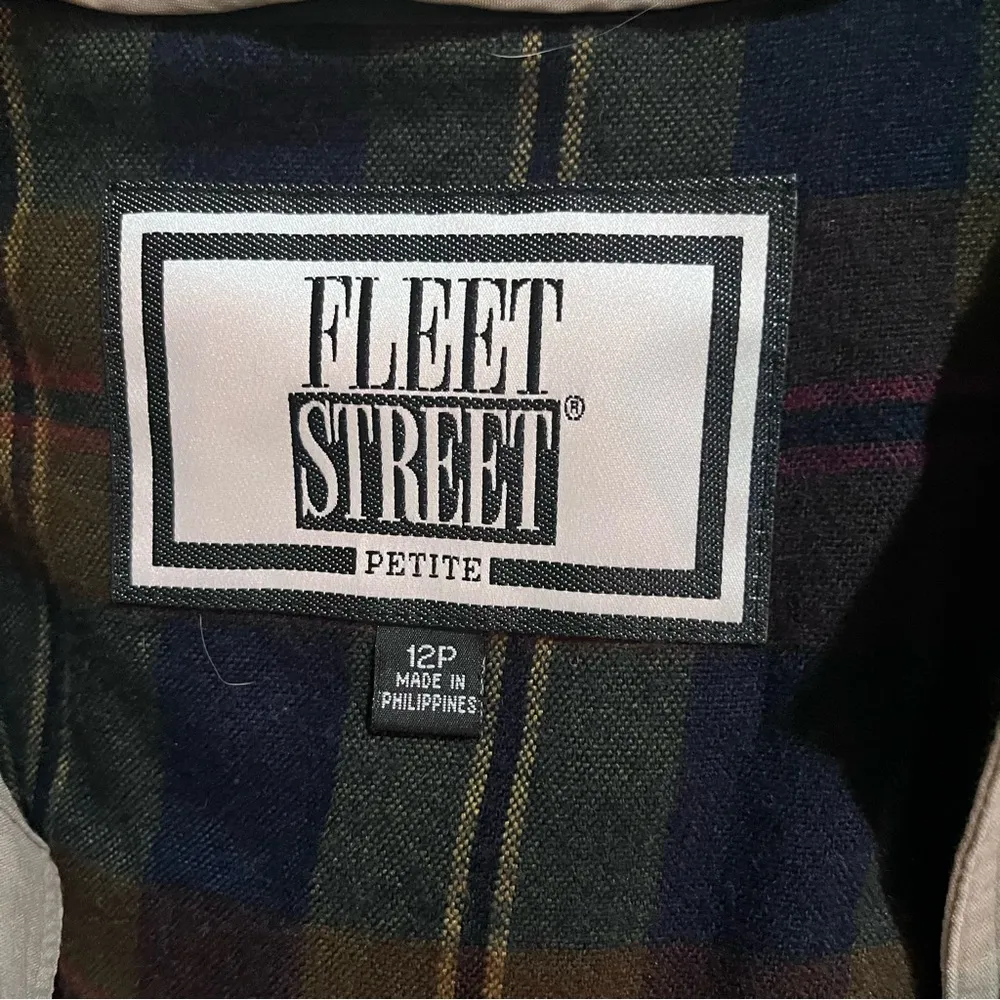 FLEET
STREET®
PETITE
12P
MADE IN
PHILIPPINES